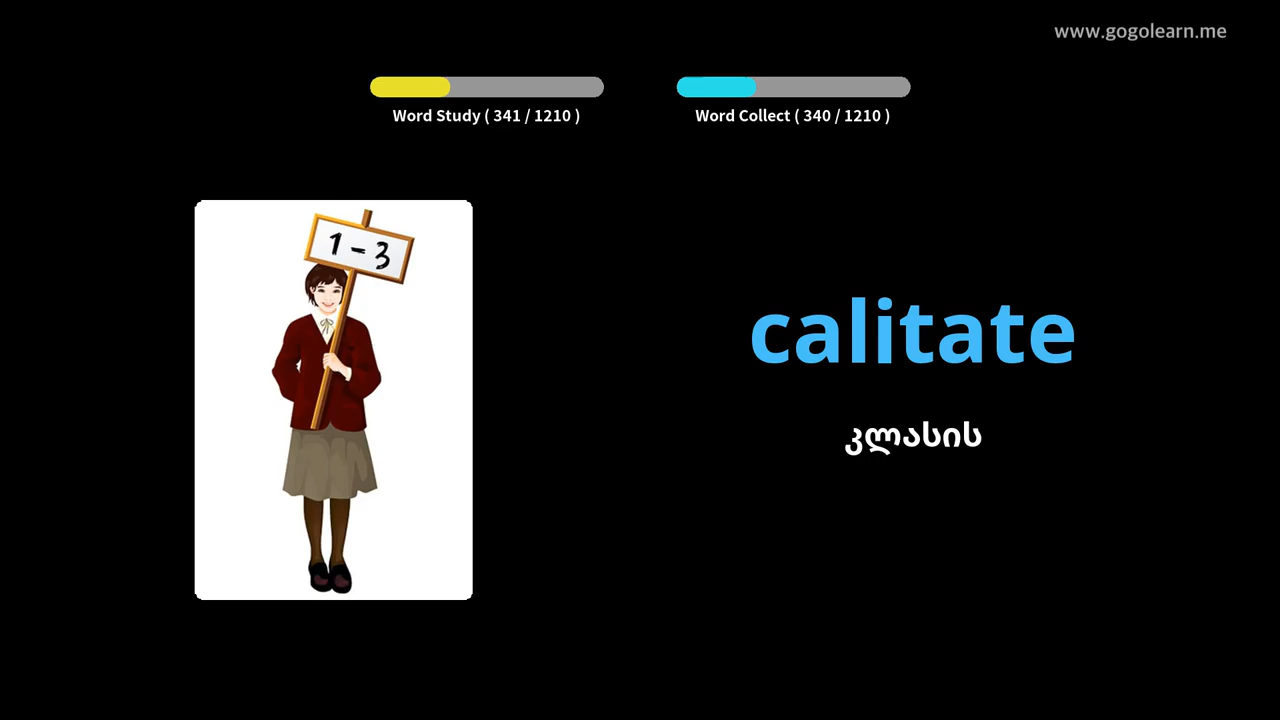 www.gogolearn.me
Word Study ( 341 / 1210 )
Word Collect ( 340 / 1210 )
1 - 3
calitate
კლასის